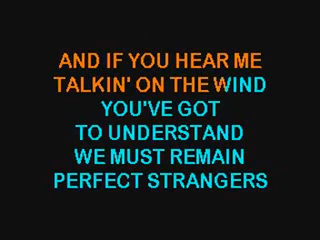 AND IF YOU HEAR ME
TALKIN' ON THE WIND
YOU'VE GOT
TO UNDERSTAND
WE MUST REMAIN
PERFECT STRANGERS